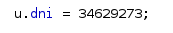 u.dni = 34629273;